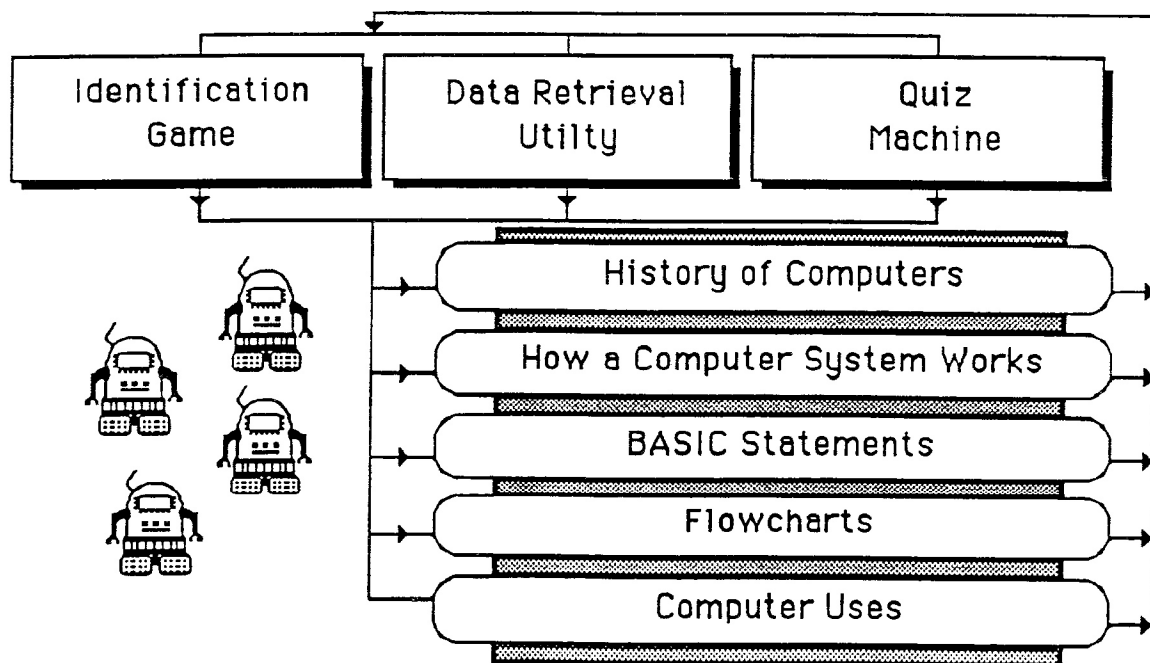 Identification
Game
Data Retrieval
Utilty
Quiz
Machine
History of Computers
How a Computer System Works
BASIC Statements
Flowcharts
Computer Uses